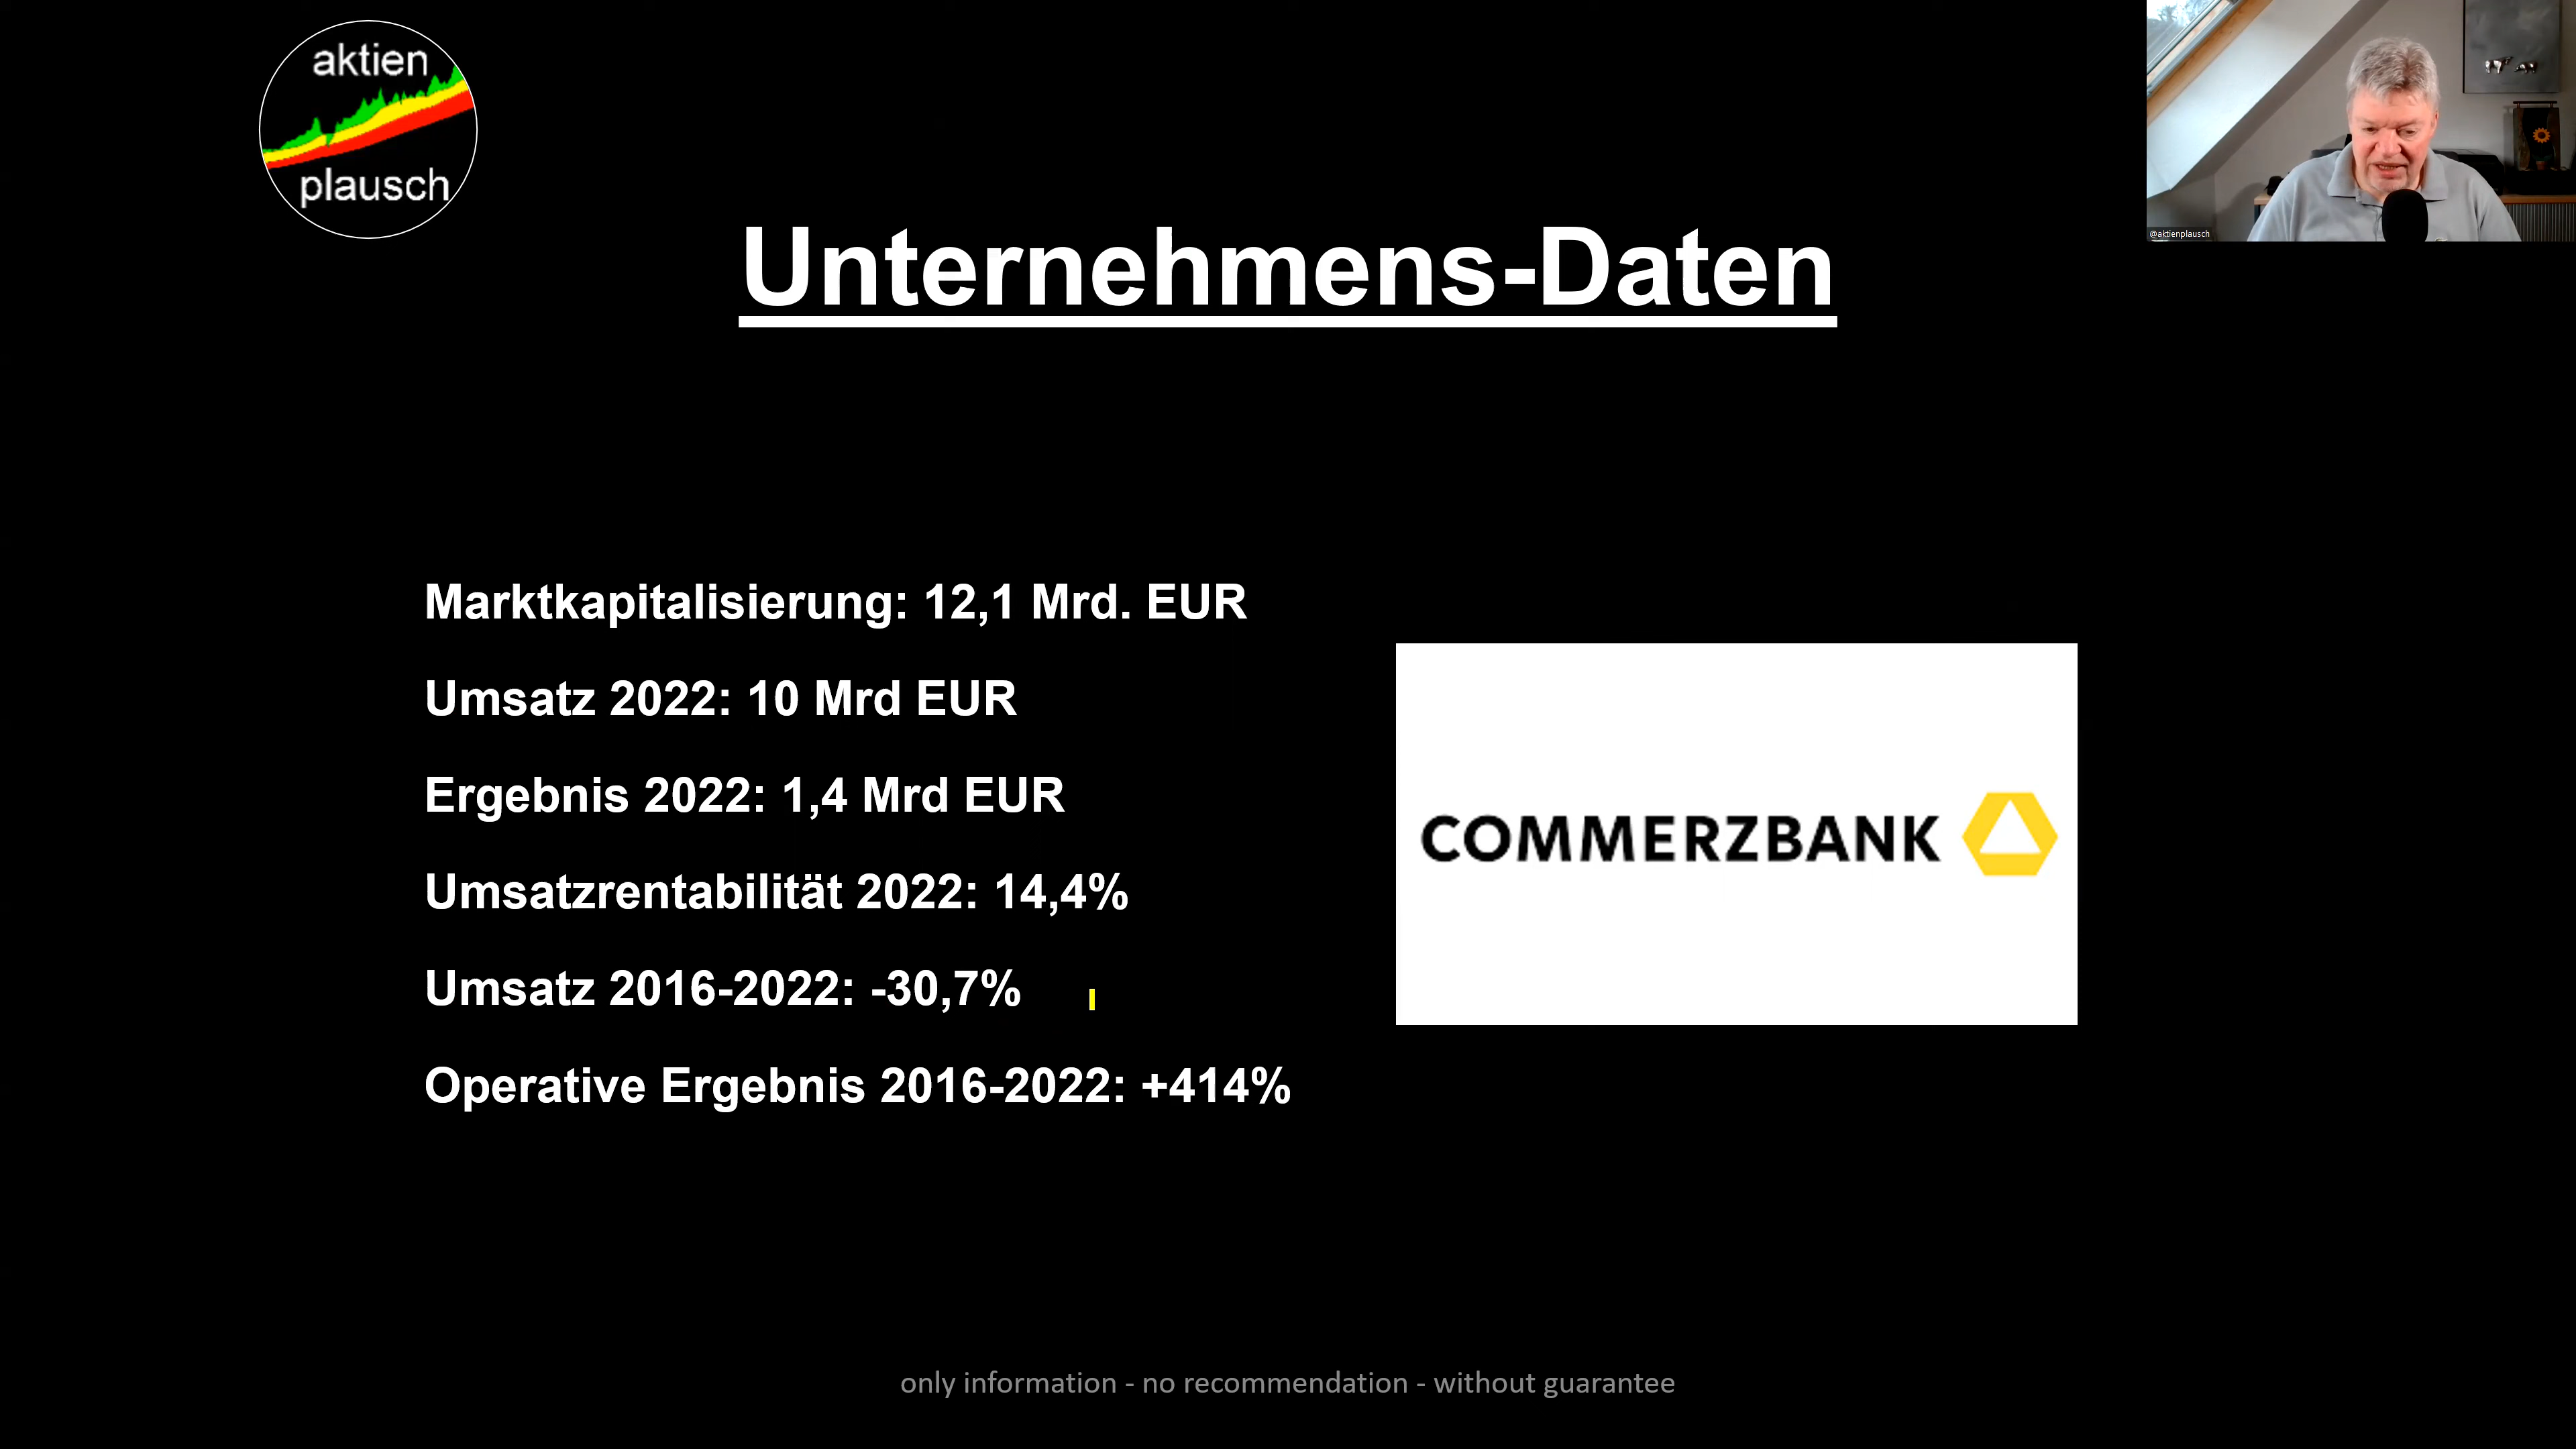 aktien
plausch
@aktienplausch
Unternehmens-Daten
Marktkapitalisierung: 12,1 Mrd. EUR
Umsatz 2022: 10 Mrd EUR
Ergebnis 2022: 1,4 Mrd EUR
Umsatzrentabilität 2022: 14,4%
Umsatz 2016-2022: -30,7%
Operative Ergebnis 2016-2022: +414%
COMMERZBANK
only information - no recommendation - without guarantee